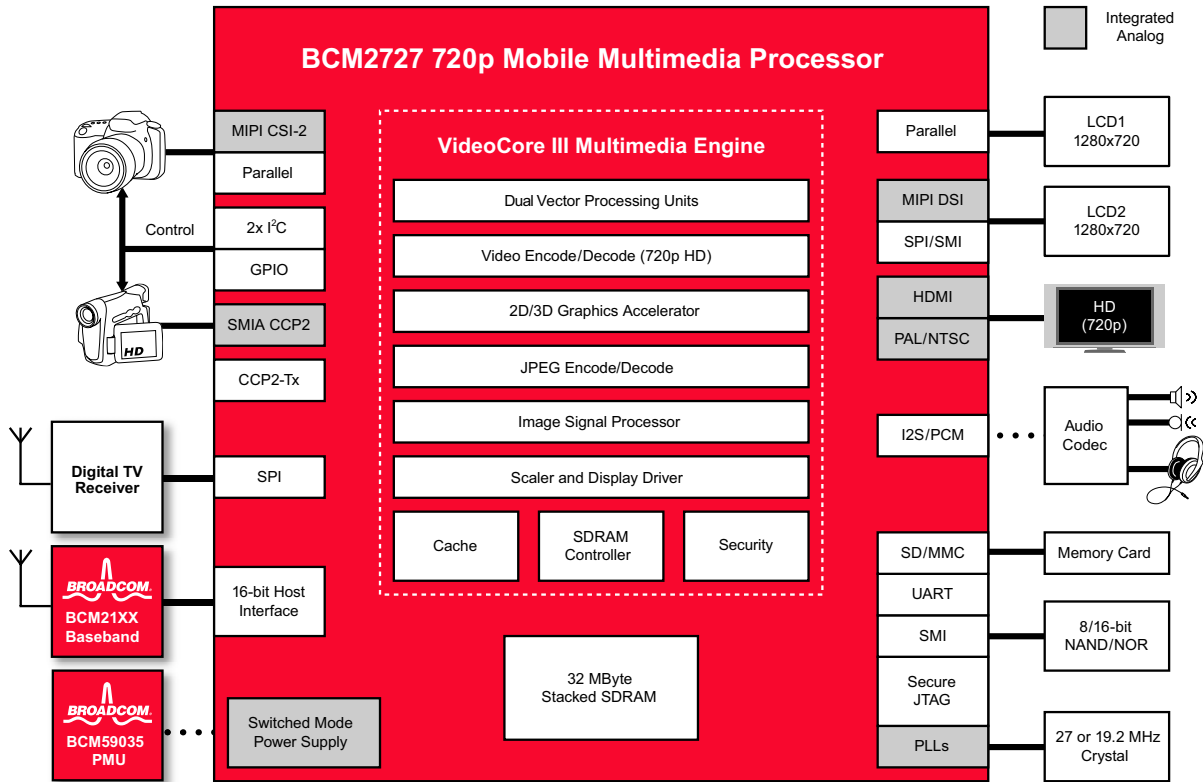 Integrated
Analog
BCM2727 720p Mobile Multimedia Processor
MIPI CSI-2
Parallel
Control
2x I²C
GPIO
SMIA CCP2
HD
CCP2-Tx
Digital TV
Receiver
SPI
BROADCOM.
BCM21XX
Baseband
16-bit Host
Interface
BROADCOM.
BCM59035
PMU
Switched Mode
Power Supply
VideoCore III Multimedia Engine
Dual Vector Processing Units
Video Encode/Decode (720p HD)
2D/3D Graphics Accelerator
JPEG Encode/Decode
Image Signal Processor
Scaler and Display Driver
Cache
SDRAM
Controller
Security
32 MByte
Stacked SDRAM
Parallel
LCD1
1280x720
MIPI DSI
SPI/SMI
LCD2
1280x720
HDMI
PAL/NTSC
HD
(720p)
I2S/PCM
Audio
Codec
SD/MMC
Memory Card
UART
SMI
8/16-bit
NAND/NOR
Secure
JTAG
PLLs
27 or 19.2 MHz
Crystal